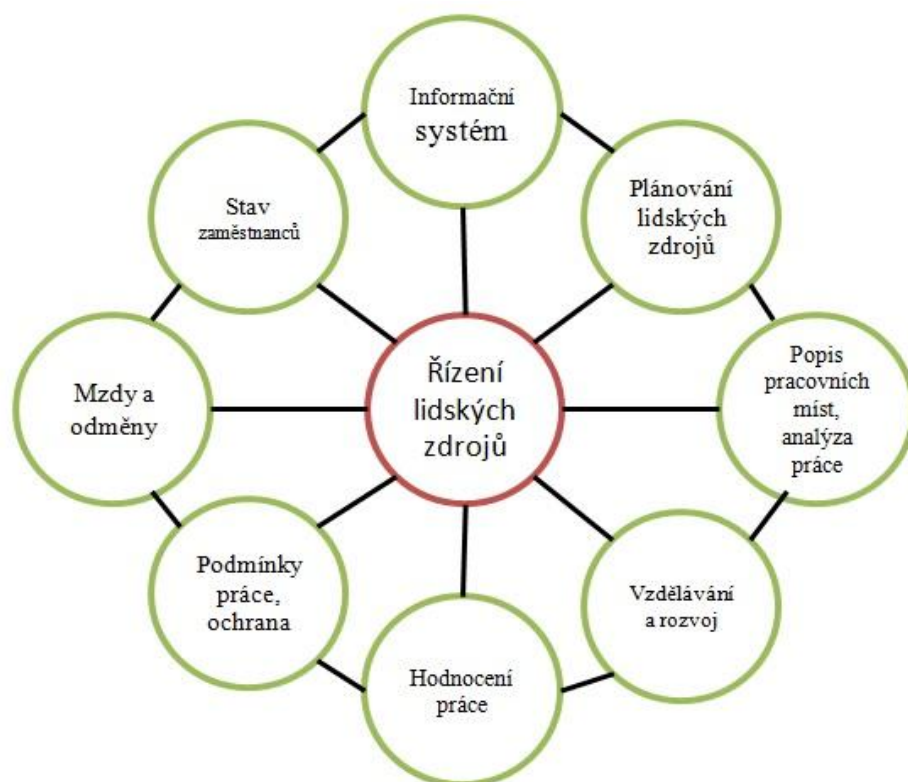 Informační
systém
Stav
zaměstnanců
Plánování
lidských
zdrojů
Mzdy a
odměny
Řízení
lidských
zdrojů
Popis
pracovních
míst,
analýza
práce
Podmínky
práce,
ochrana
Vzdělávání
a rozvoj
Hodnocení
práce